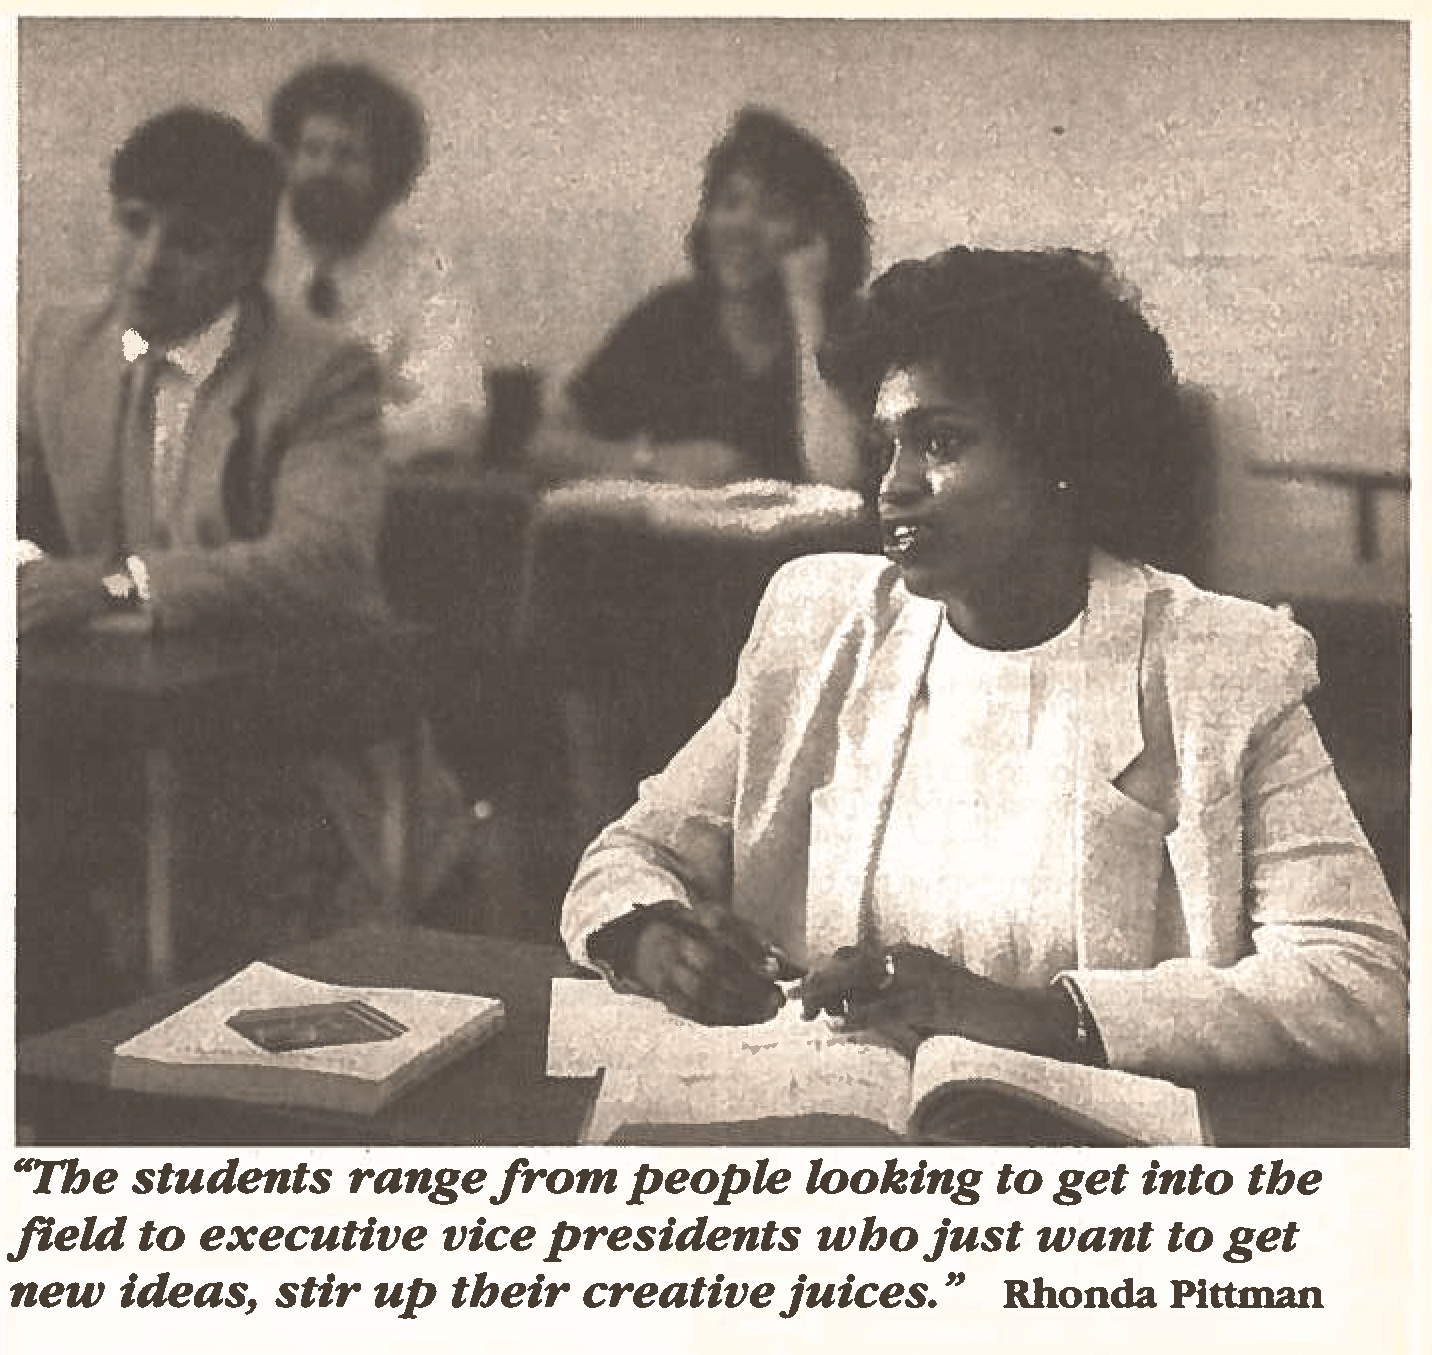 “The students range from people looking to get into the
field to executive vice presidents who just want to get
new ideas, stir up their creative juices.” Rhonda Pittman